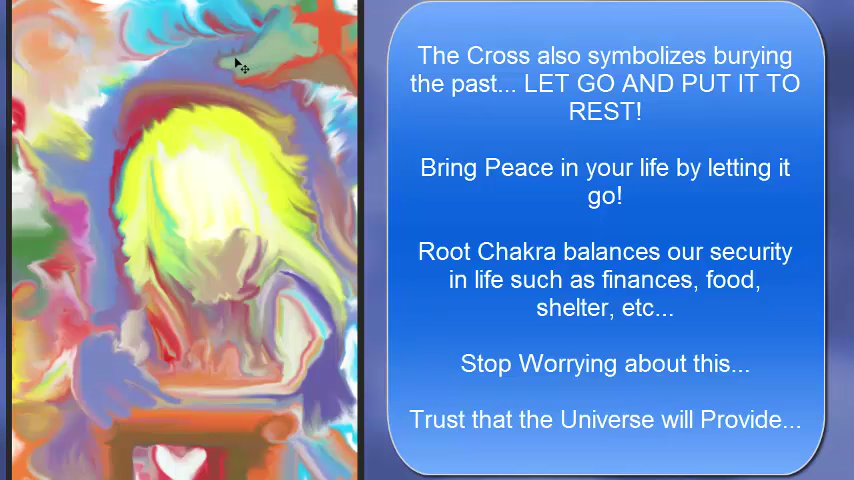 The Cross also symbolizes burying
the past... LET GO AND PUT IT TO
REST!
Bring Peace in your life by letting it
go!
Root Chakra balances our security
in life such as finances, food,
shelter, etc...
Stop Worrying about this...
Trust that the Universe will Provide...